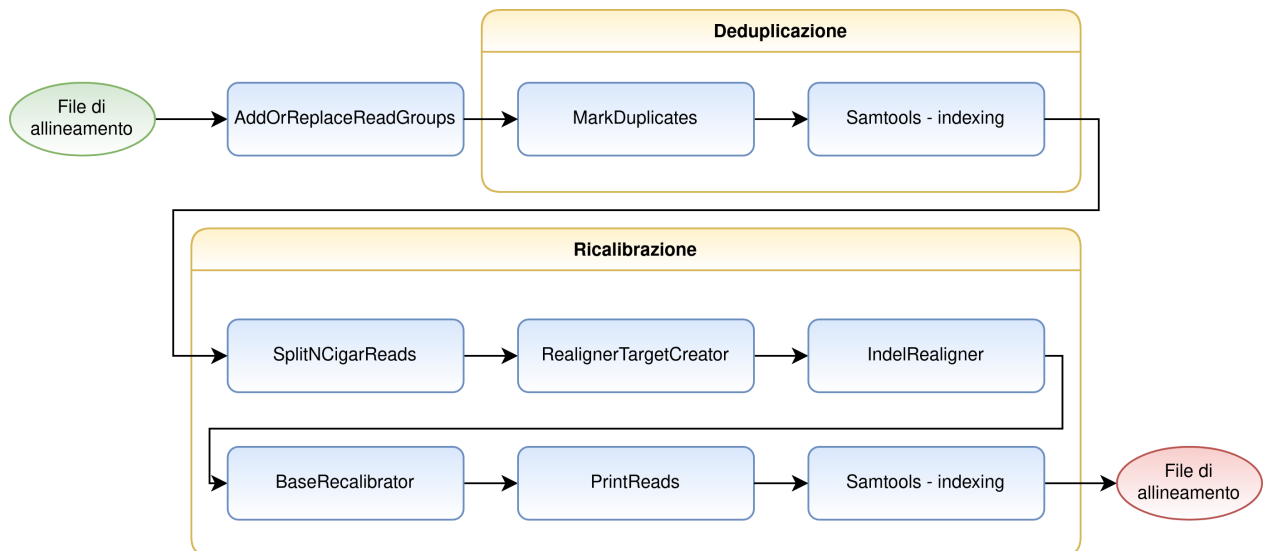 Deduplicazione
File di
allineamento
AddOrReplaceReadGroups
MarkDuplicates
Samtools - indexing
Ricalibrazione
SplitNCigarReads
RealignerTargetCreator
IndelRealigner
BaseRecalibrator
PrintReads
Samtools - indexing
File di
allineamento